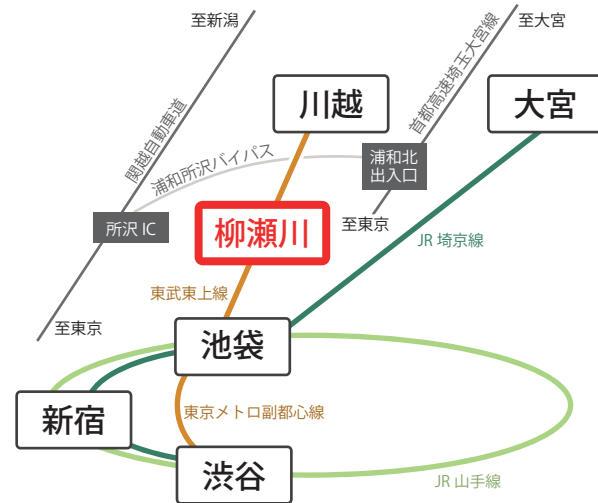 至新潟
至大宮
関越自動車道
首都高速埼玉大宮線
川越
大宮
浦和所沢バイパス
浦和北
出入口
所沢 IC
柳瀬川
至東京
JR 埼京線
東武東上線
至東京
池袋
新宿
東京メトロ副都心線
渋谷
JR 山手線